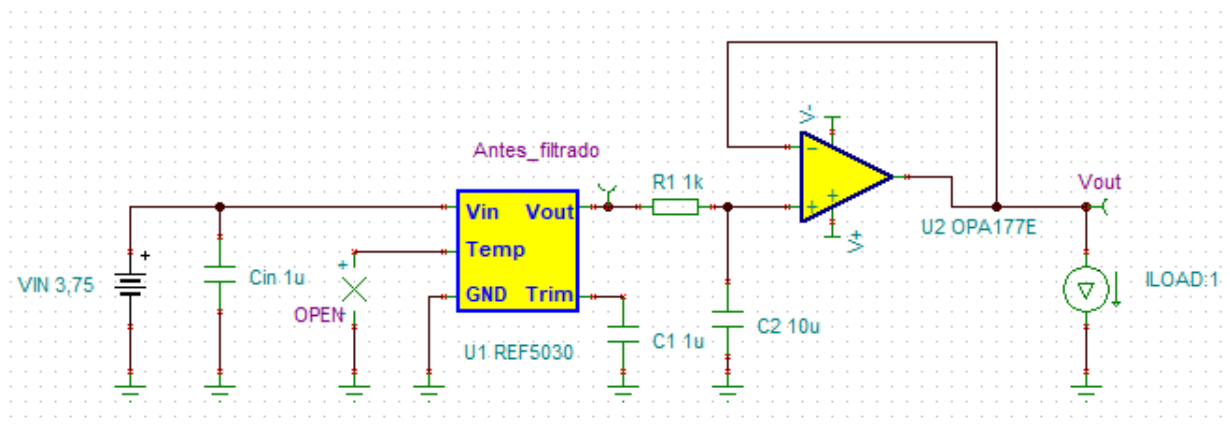 V-
Antes_filtrado
R1 1k
Vout
Vin Vout
+
-
+
+
U2 OPA177E
V+
Temp
+
VIN 3,75
+
Cin 1u
OPEN
GND Trim
C1 1u
C2 10u
ILOAD:1
U1 REF5030